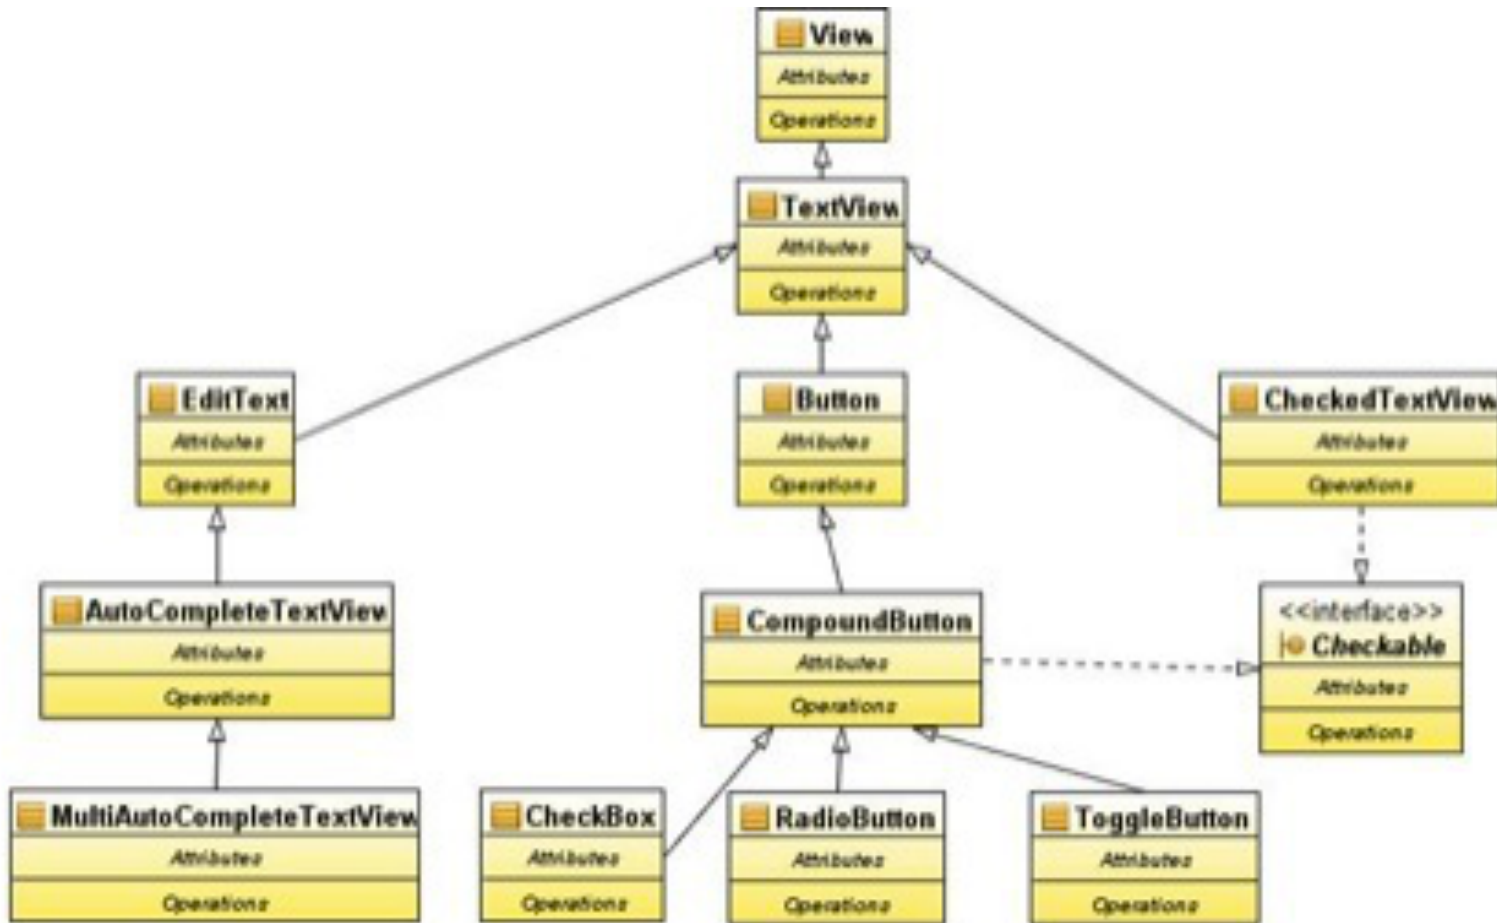 View
Attributes
Operations
TextView
Attributes
Operations
EditText
Attributes
Operations
Button
Attributes
Operations
CheckedTextView
Attributes
Operations
AutoCompleteTextView
Attributes
Operations
CompoundButton
Attributes
Operations
<<interface>>
Checkable
Attributes
Operations
MultiAutoCompleteTextView
Attributes
Operations
CheckBox
Attributes
Operations
RadioButton
Attributes
Operations
ToggleButton
Attributes
Operations